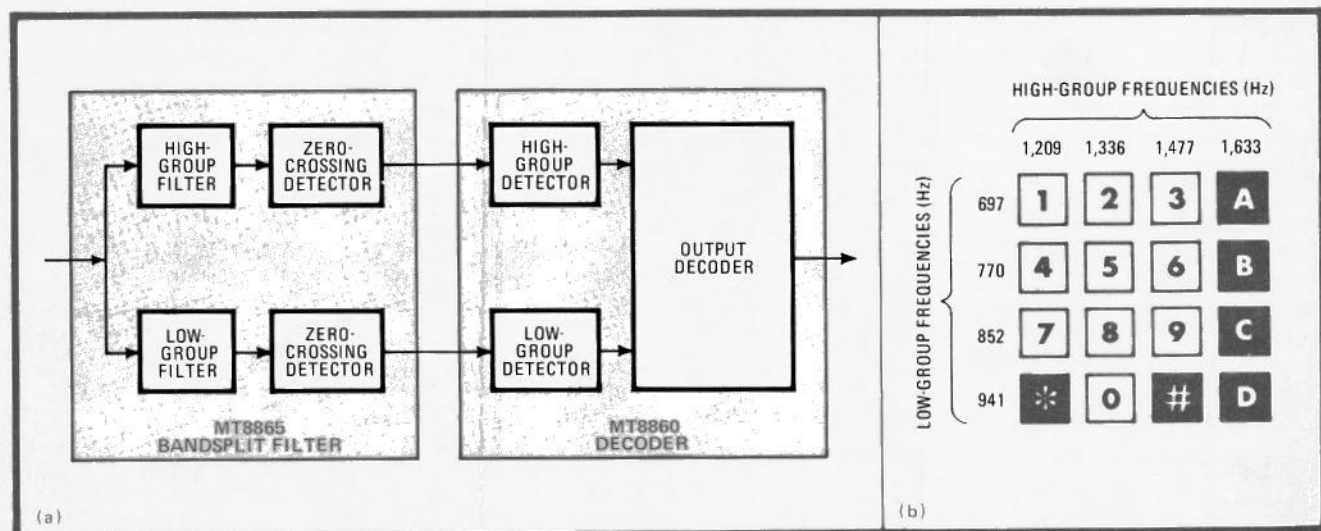 HIGH-
GROUP
FILTER
ZERO-
CROSSING
DETECTOR
LOW-
GROUP
FILTER
ZERO-
CROSSING
DETECTOR
MT8865
BANDSPLIT FILTER
HIGH-
GROUP
DETECTOR
LOW-
GROUP
DETECTOR
OUTPUT
DECODER
MT8860
DECODER
(a)
HIGH-GROUP FREQUENCIES (Hz)
1,209 1,336 1,477 1,633
LOW-GROUP FREQUENCIES (Hz)
697 1 2 3 A
770 4 5 6 B
852 7 8 9 C
941 * 0 # D
(b)